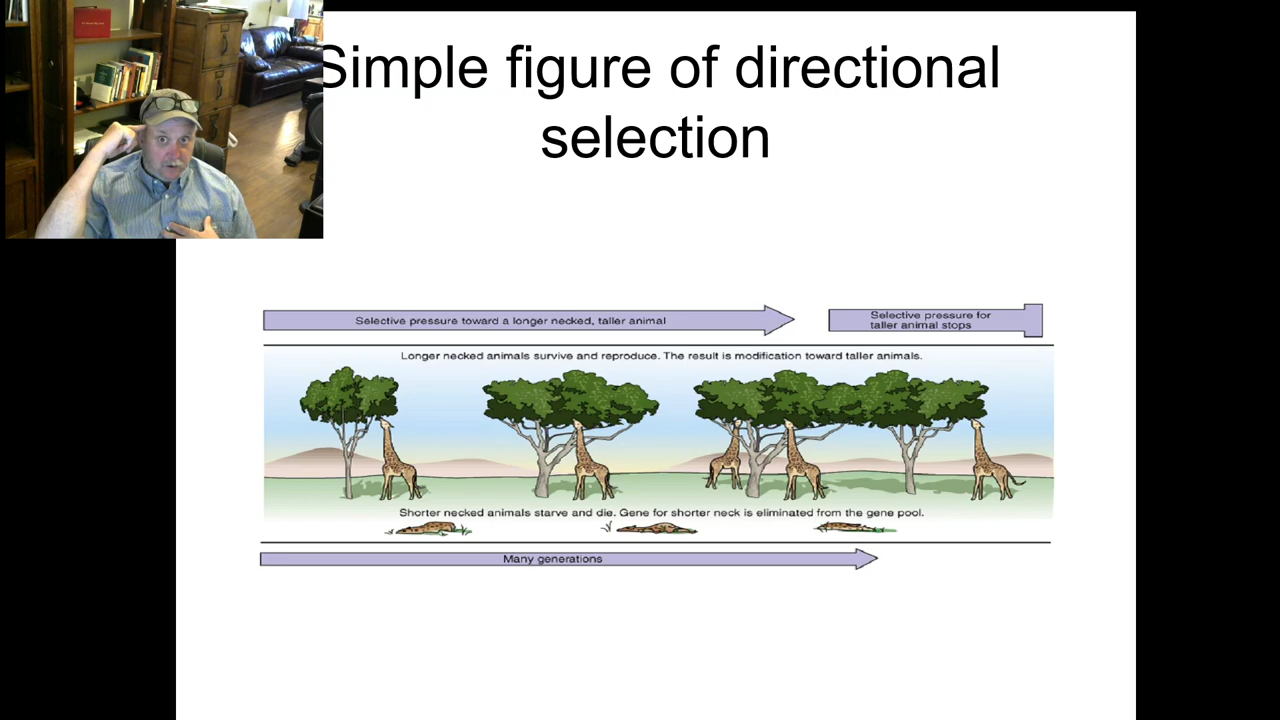 Simple figure of directional
selection
Selective pressure toward a longer necked, taller animal
Selective pressure for
taller animal stops
Longer necked animals survive and reproduce. The result is modification toward taller animals.
Shorter necked animals starve and die. Gene for shorter neck is eliminated from the gene pool.
Many generations